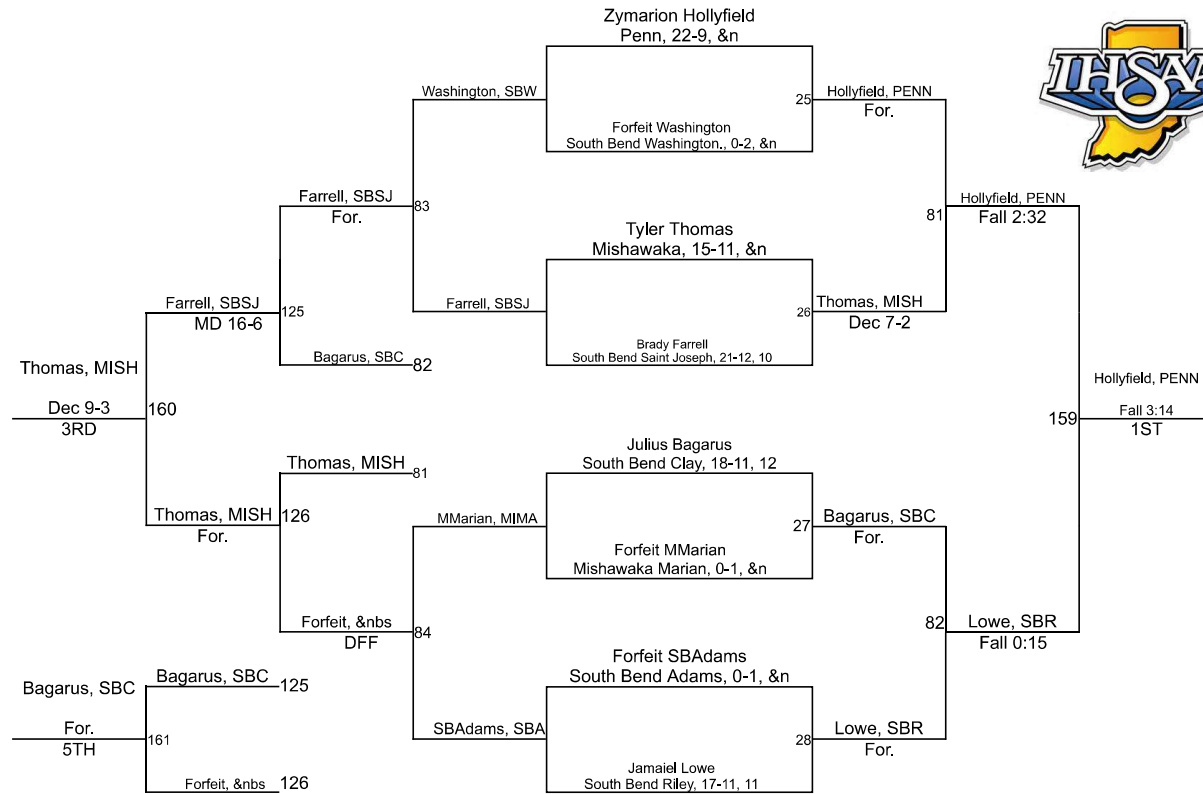 Zymarion Hollyfield
Penn, 22-9, &n
IHSAA
Washington, SBW
25
Hollyfield, PENN
For.
Forfeit Washington
South Bend Washington., 0-2, &n
Farrell, SBSJ
For.
83
81
Hollyfield, PENN
Fall 2:32
Tyler Thomas
Mishawaka, 15-11, &n
Farrell, SBSJ
MD 16-6
125
Farrell, SBSJ
26
Thomas, MISH
Dec 7-2
Brady Farrell
South Bend Saint Joseph, 21-12, 10
Bagarus, SBC
82
Thomas, MISH
Dec 9-3
3RD
160
Hollyfield, PENN
Fall 3:14
1ST
159
Julius Bagarus
South Bend Clay, 18-11, 12
Thomas, MISH
81
Thomas, MISH
For.
126
MMarian, MIMA
27
Bagarus, SBC
For.
Forfeit MMarian
Mishawaka Marian, 0-1, &n
Forfeit, &nbs
DFF
84
82
Lowe, SBR
Fall 0:15
Forfeit SBAdams
South Bend Adams, 0-1, &n
Bagarus, SBC
For.
5TH
Bagarus, SBC
125
161
SBAdams, SBA
28
Lowe, SBR
For.
Jamaiel Lowe
South Bend Riley, 17-11, 11
Forfeit, &nbs
126